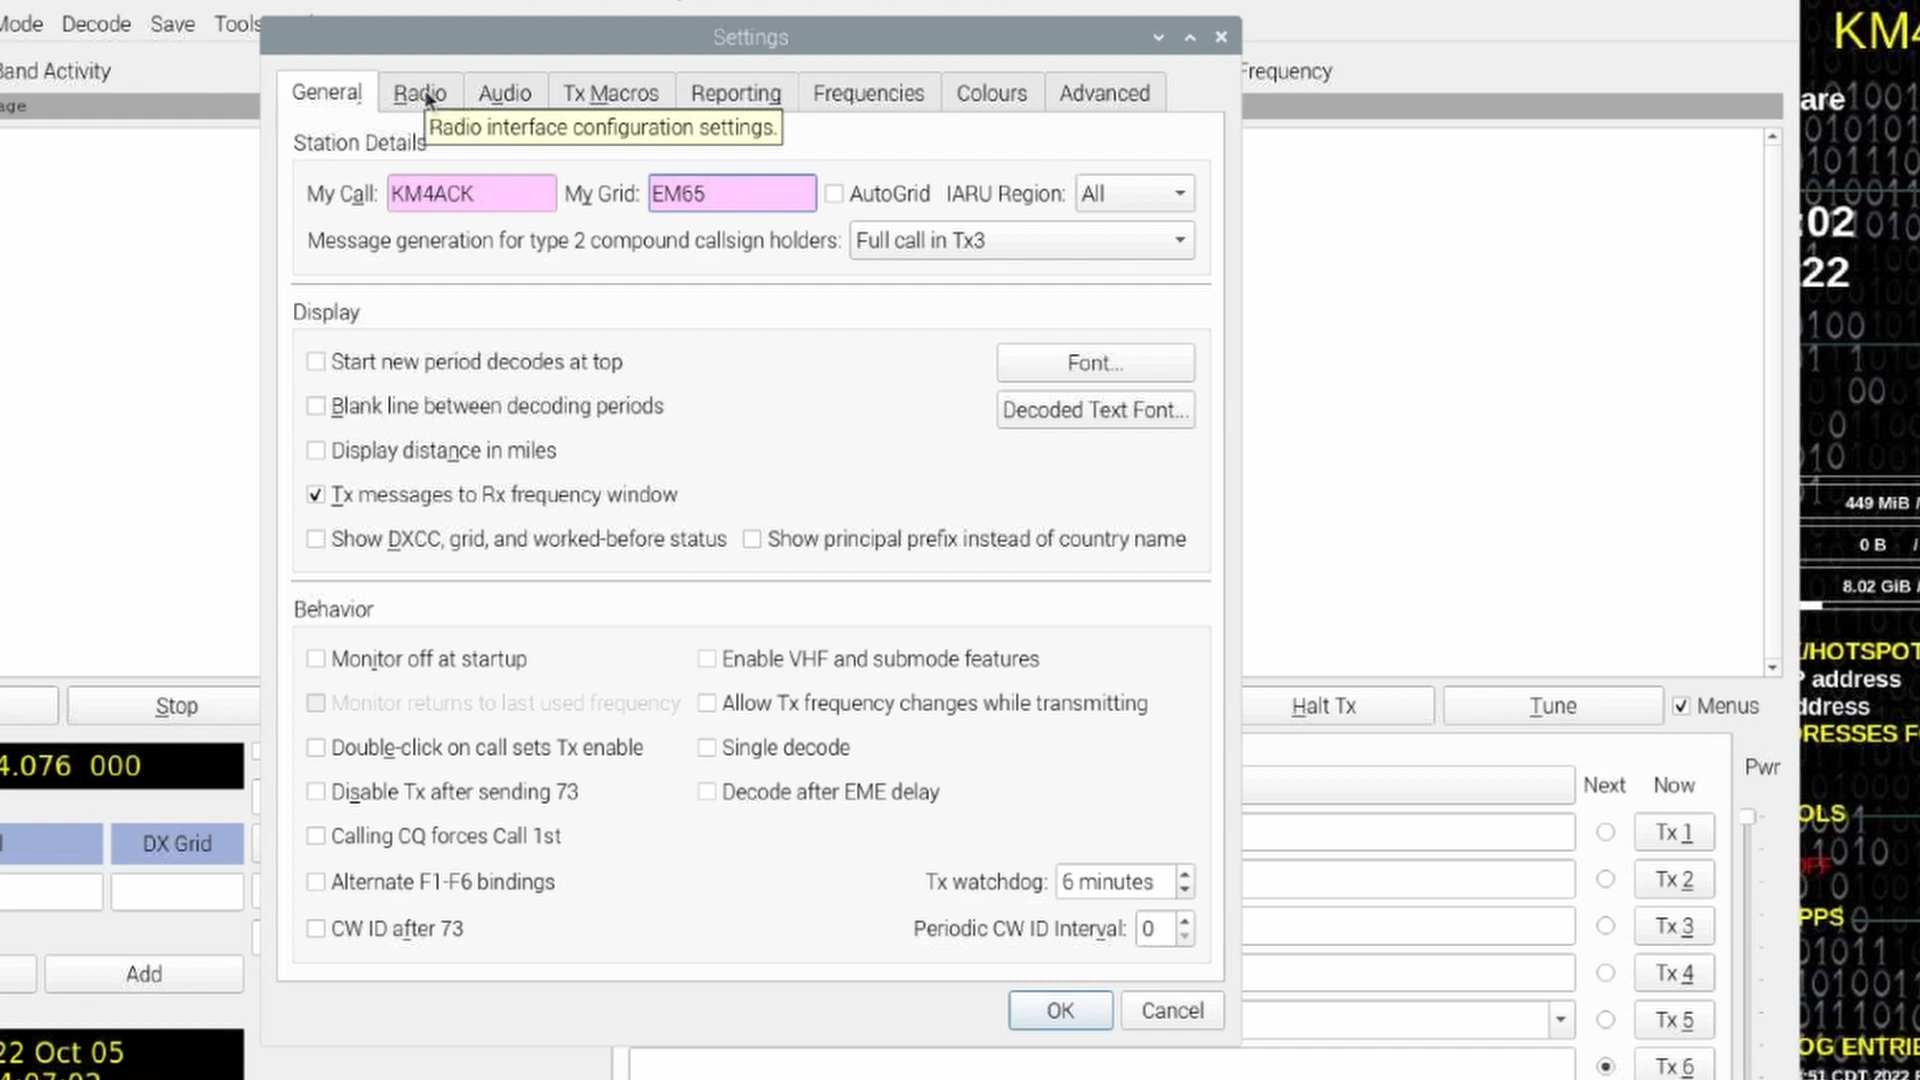 Mode Decode Save Tools
Settings
KM4
Band Activity
Frequency
age
General Radio Audio Tx Macros Reporting Frequencies Colours Advanced
Radio interface configuration settings.
Station Details
My Call: KM4ACK My Grid: EM65 AutoGrid IARU Region: All
Message generation for type 2 compound callsign holders: Full call in Tx3
Display
Start new period decodes at top
Font...
Blank line between decoding periods
Decoded Text Font...
Display distance in miles
Tx messages to Rx frequency window
Show DXCC, grid, and worked-before status Show principal prefix instead of country name
Behavior
Monitor off at startup Enable VHF and submode features
Monitor returns to last used frequency Allow Tx frequency changes while transmitting
Double-click on call sets Tx enable Single decode
Disable Tx after sending 73 Decode after EME delay
Calling CQ forces Call 1st
Alternate F1-F6 bindings Tx watchdog: 6 minutes
CW ID after 73 Periodic CW ID Interval: 0
OK Cancel
Stop
4.076 000
DX Grid
Add
22 Oct 05
Halt Tx Tune Menus
Pwr
Next Now
Tx 1
Tx 2
Tx 3
Tx 4
Tx 5
Tx 6
are
:02
22
449 MiB /
0 B /
8.02 GiB /
/HOTSPOT
P address
ddress
RESSES F
OLS
OFF
PPS
OG ENTRIE
:51 CDT 2022